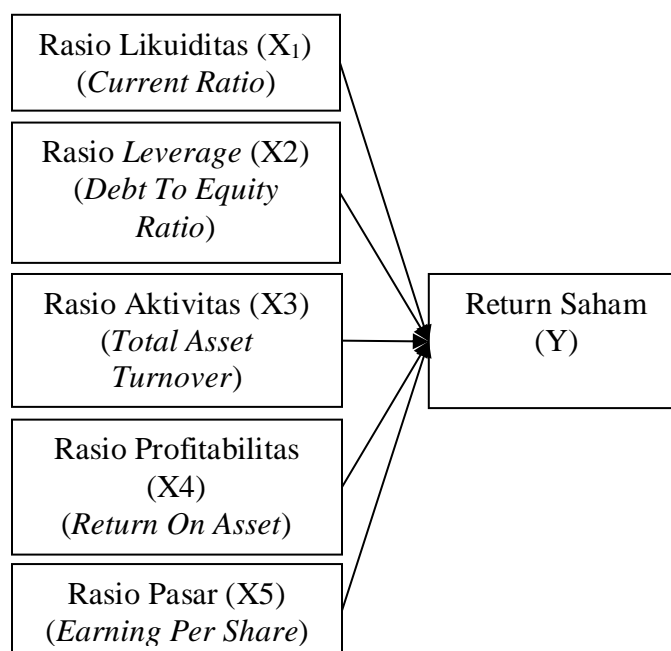 Rasio Likuiditas (X₁)
(Current Ratio)
Rasio Leverage (X2)
(Debt To Equity
Ratio)
Rasio Aktivitas (X3)
(Total Asset
Turnover)
Rasio Profitabilitas
(X4)
(Return On Asset)
Rasio Pasar (X5)
(Earning Per Share)
Return Saham
(Y)